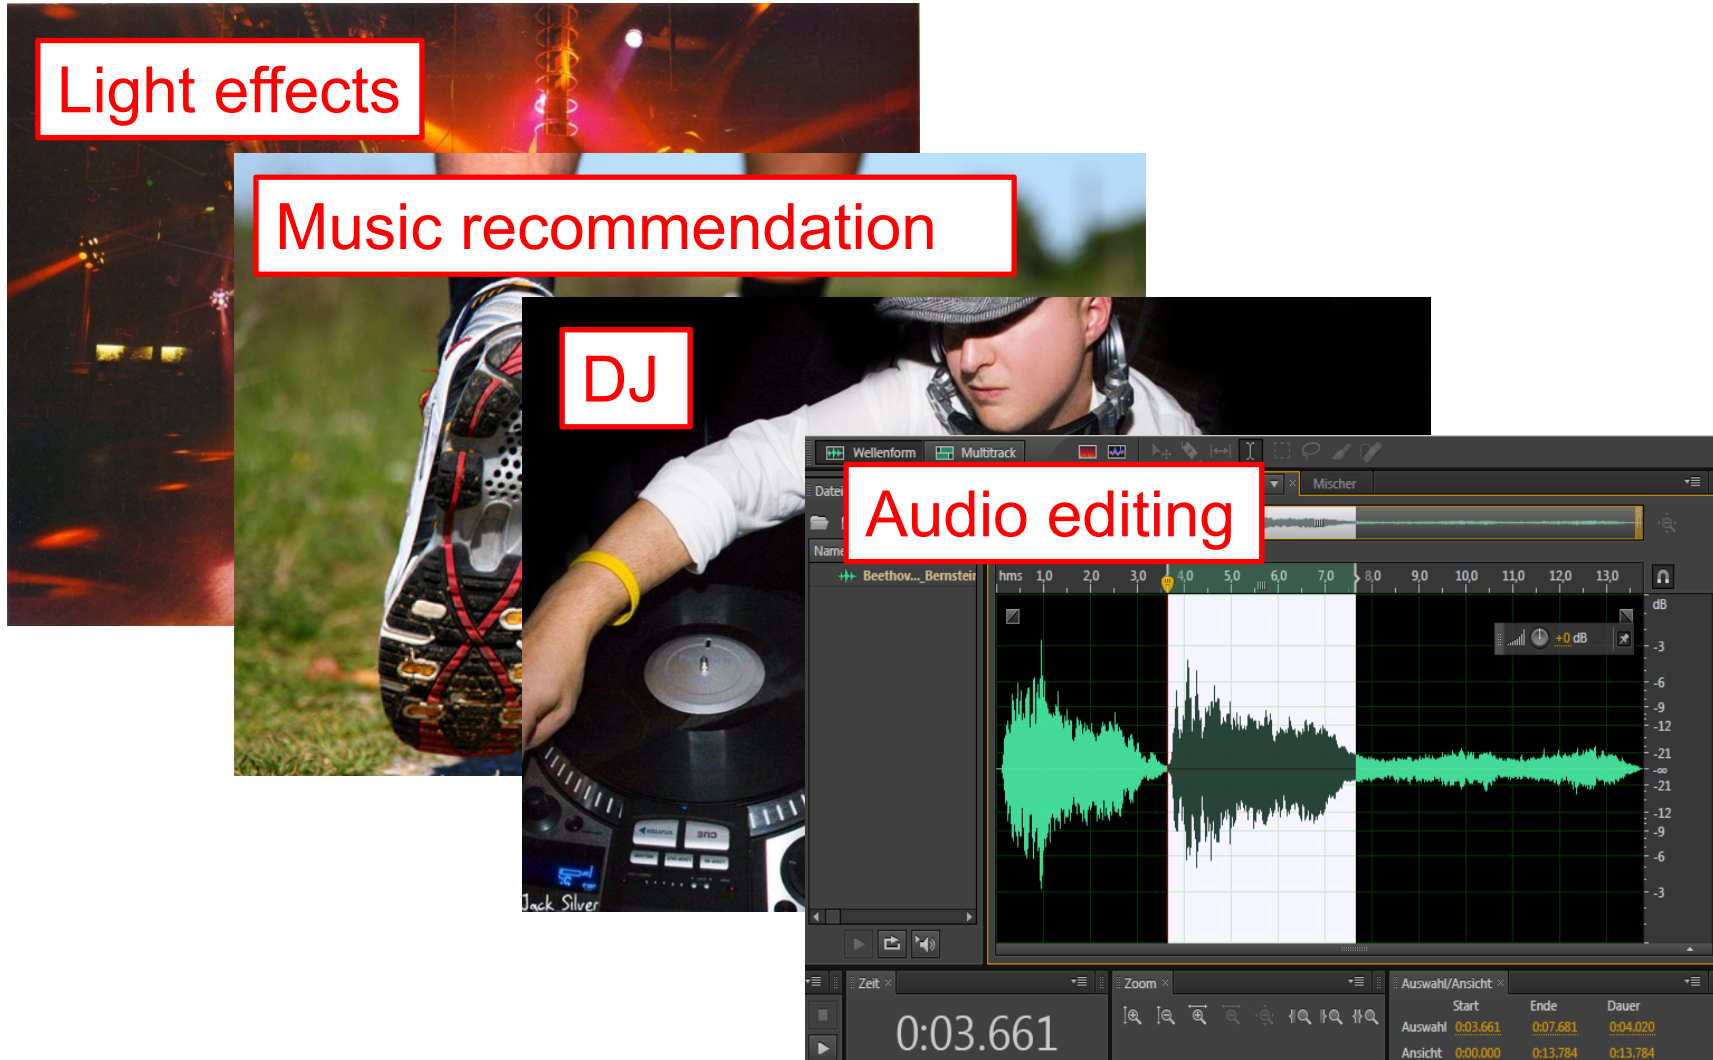 Light effects
Music recommendation
DJ
Wellenform
Multitrack
Audio editing
Mischer
hms 1,0 2,0 3,0 4,0 5,0 6,0 7,0 8,0 9,0 10,0 11,0 12,0 13,0
Beethov..._Bernstein
dB
+0 dB
-3
-6
-9
-12
-21
-∞
-21
-12
-9
-6
-3
CUE
STUTTER
Jack Silver
Zeit
0:03.661
Zoom
Auswahl/Ansicht
Start Ende Dauer
Auswahl 0:03.661 0:07.681 0:04.020
Ansicht 0:00.000 0:13.784 0:13.784